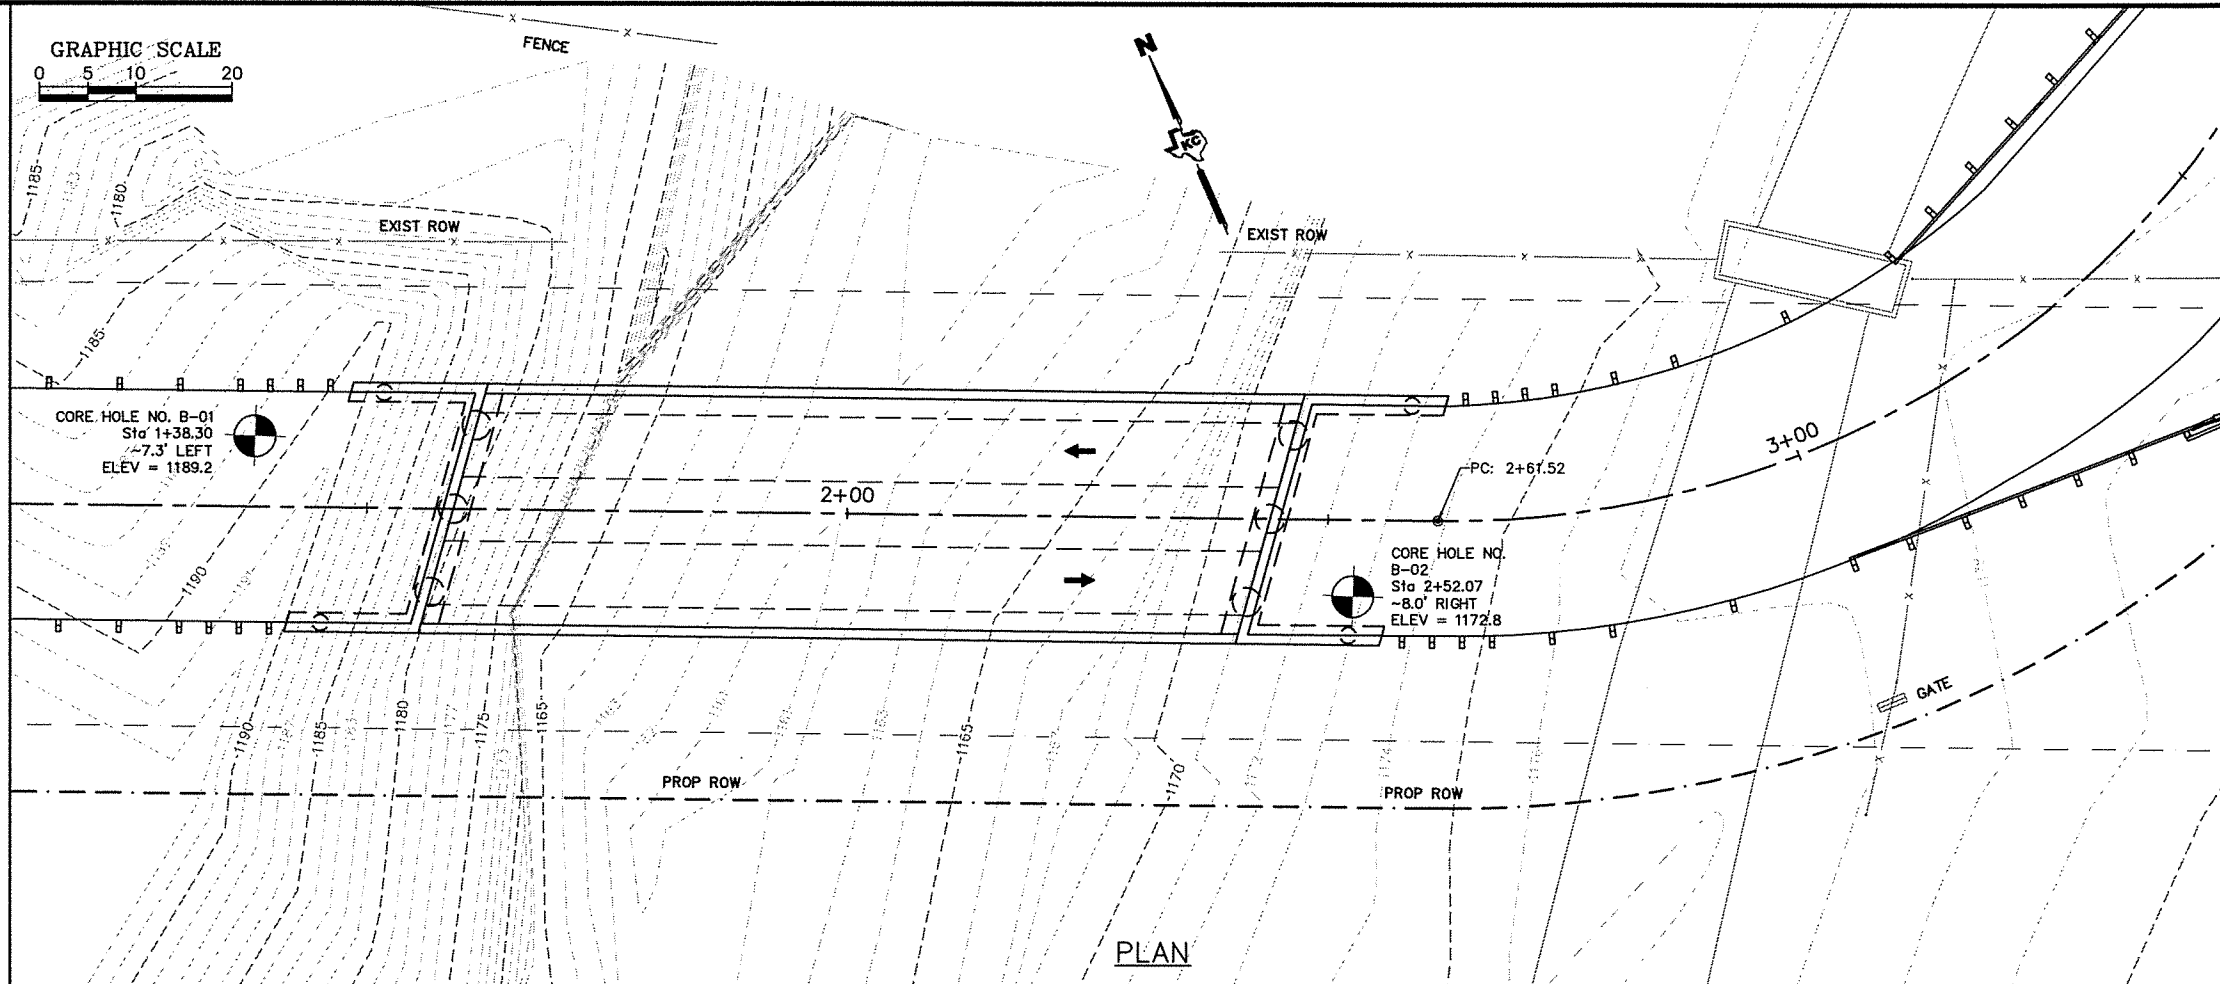 GRAPHIC SCALE
0 5 10 20
FENCE
N
KC
1185
1180
EXIST ROW
EXIST ROW
1185
CORE HOLE NO. B-01
Sta 1+38.30
~7.3' LEFT
ELEV = 1189.2
2+00
3+00
PC: 2+61.52
CORE HOLE NO.
B-02
Sta 2+52.07
~8.0' RIGHT
ELEV = 1172.8
1190
1190
1185
1180
1175
1165
1165
1170
GATE
PROP ROW
PROP ROW
PLAN